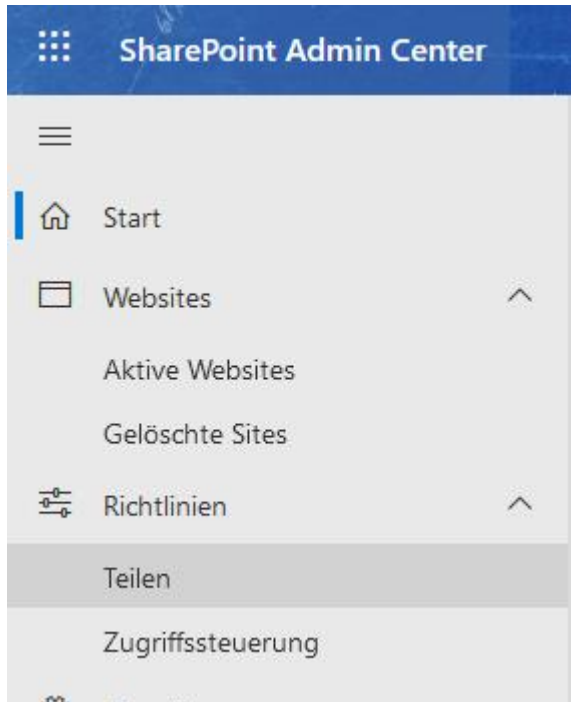 SharePoint Admin Center
Start
Websites
Aktive Websites
Gelöschte Sites
Richtlinien
Teilen
Zugriffssteuerung